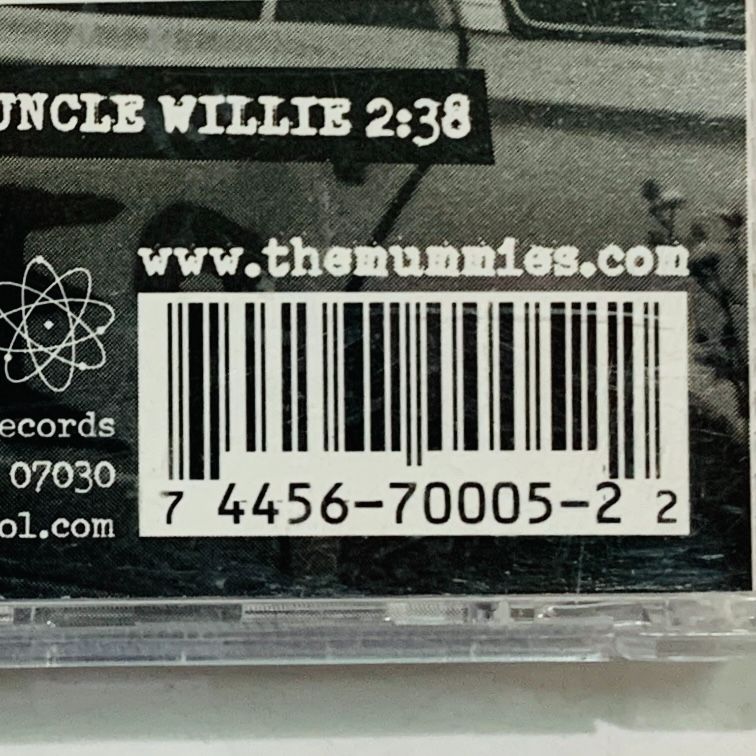 UNCLE WILLIE 2:38
www.themummies.com
ecords
07030
ol.com
7 4456-70005-2 2